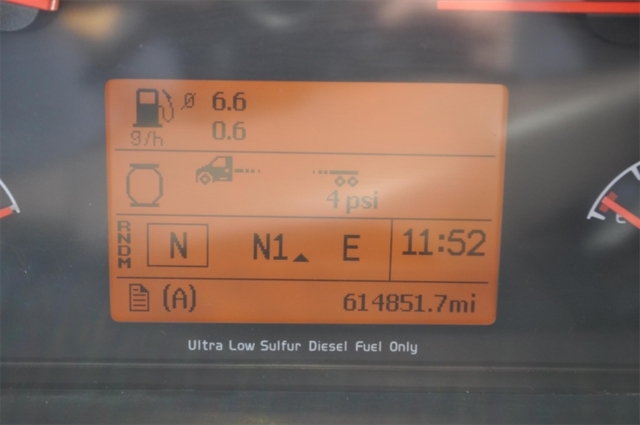 Ø 6.6
g/h 0.6
4 psi
RNDM N N1 E 11:52
(A) 614851.7mi
Ultra Low Sulfur Diesel Fuel Only
C